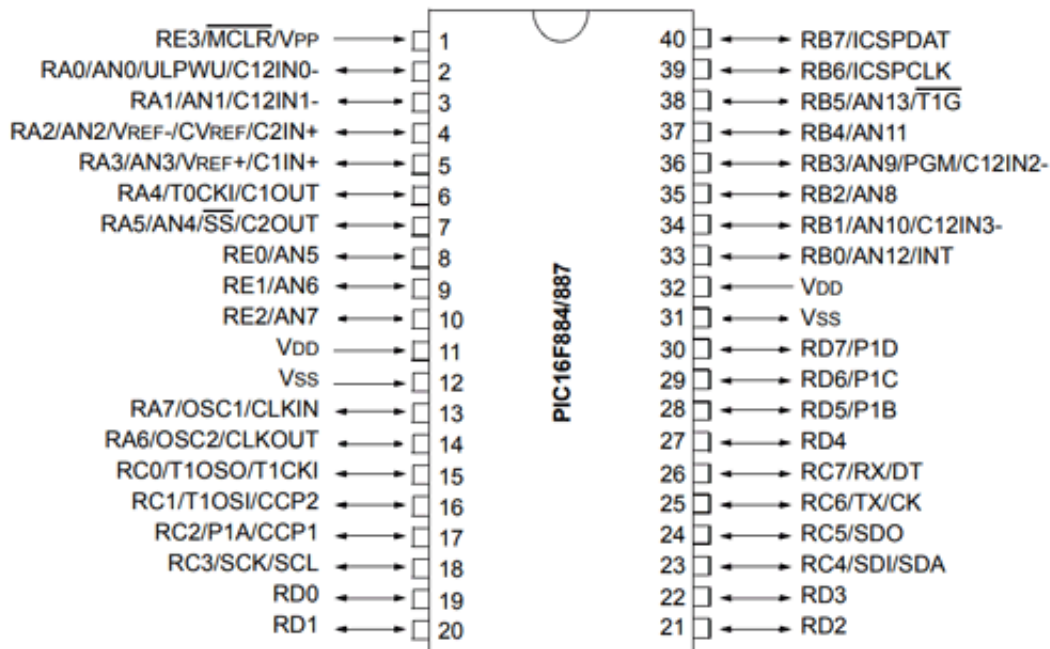 RE3/MCLR/VPP 1
RA0/AN0/ULPWU/C12IN0- 2
RA1/AN1/C12IN1- 3
RA2/AN2/VREF-/CVREF/C2IN+ 4
RA3/AN3/VREF+/C1IN+ 5
RA4/T0CKI/C1OUT 6
RA5/AN4/SS/C2OUT 7
RE0/AN5 8
RE1/AN6 9
RE2/AN7 10
VDD 11
VSS 12
RA7/OSC1/CLKIN 13
RA6/OSC2/CLKOUT 14
RC0/T1OSO/T1CKI 15
RC1/T1OSI/CCP2 16
RC2/P1A/CCP1 17
RC3/SCK/SCL 18
RD0 19
RD1 20
PIC16F884/887
40 RB7/ICSPDAT
39 RB6/ICSPCLK
38 RB5/AN13/T1G
37 RB4/AN11
36 RB3/AN9/PGM/C12IN2-
35 RB2/AN8
34 RB1/AN10/C12IN3-
33 RB0/AN12/INT
32 VDD
31 VSS
30 RD7/P1D
29 RD6/P1C
28 RD5/P1B
27 RD4
26 RC7/RX/DT
25 RC6/TX/CK
24 RC5/SDO
23 RC4/SDI/SDA
22 RD3
21 RD2